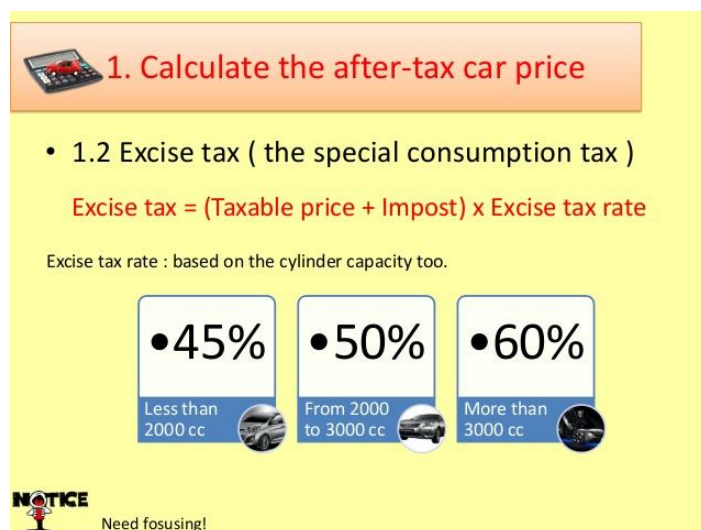 1. Calculate the after-tax car price
• 1.2 Excise tax ( the special consumption tax )
Excise tax = (Taxable price + Impost) x Excise tax rate
Excise tax rate : based on the cylinder capacity too.
•45%
Less than
2000 cc
•50%
From 2000
to 3000 cc
•60%
More than
3000 cc
NOTICE
Need fosusing!